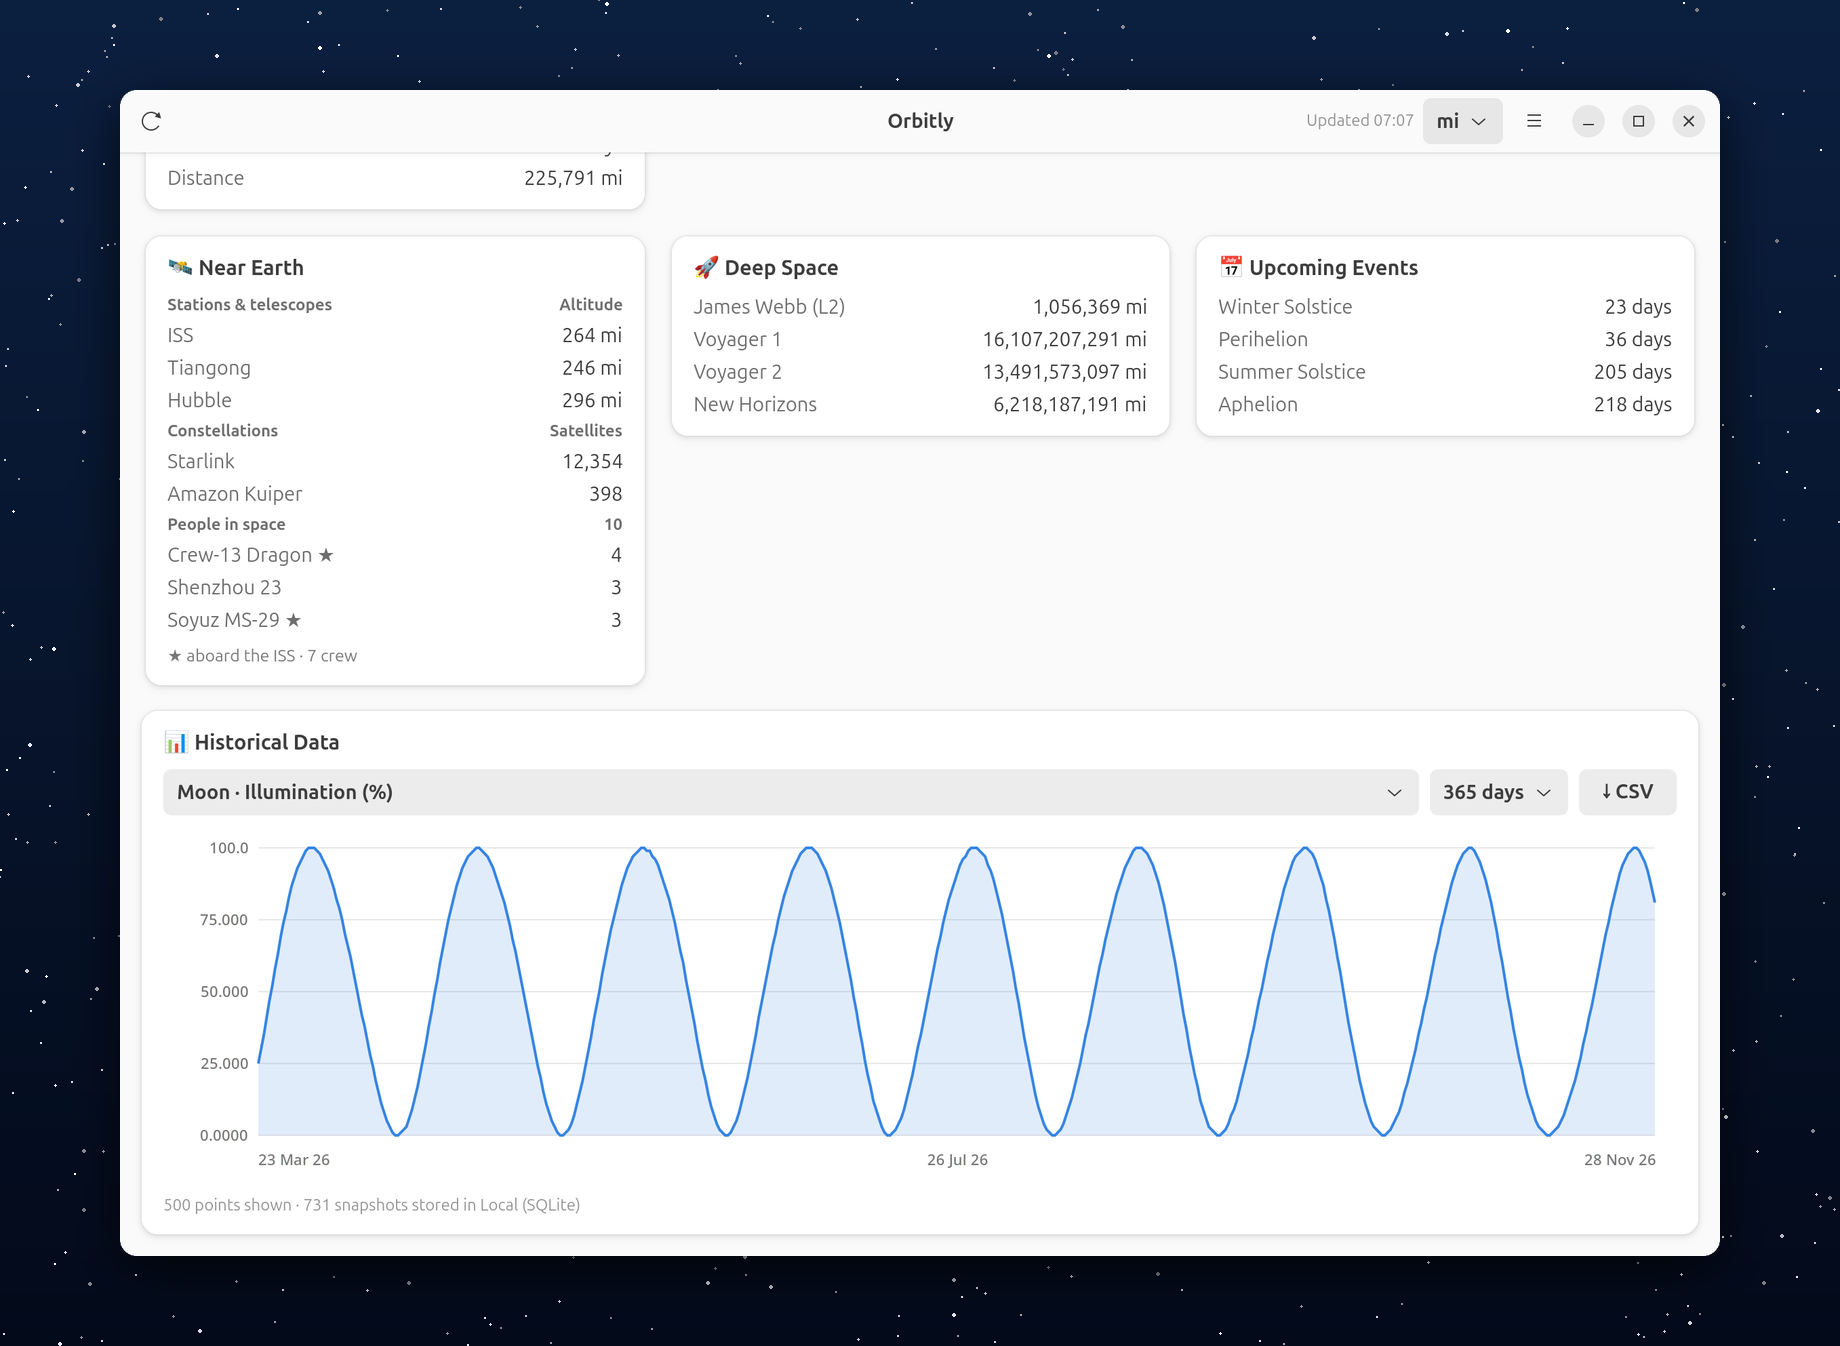 Orbitly
Updated 07:07
mi
Distance 225,791 mi
Near Earth
Stations & telescopes Altitude
ISS 264 mi
Tiangong 246 mi
Hubble 296 mi
Constellations Satellites
Starlink 12,354
Amazon Kuiper 398
People in space 10
Crew-13 Dragon ★ 4
Shenzhou 23 3
Soyuz MS-29 ★ 3
★ aboard the ISS · 7 crew
Deep Space
James Webb (L2) 1,056,369 mi
Voyager 1 16,107,207,291 mi
Voyager 2 13,491,573,097 mi
New Horizons 6,218,187,191 mi
Upcoming Events
Winter Solstice 23 days
Perihelion 36 days
Summer Solstice 205 days
Aphelion 218 days
Historical Data
Moon · Illumination (%)
365 days
↓ CSV
100.0
75.000
50.000
25.000
0.0000
23 Mar 26
26 Jul 26
28 Nov 26
500 points shown · 731 snapshots stored in Local (SQLite)